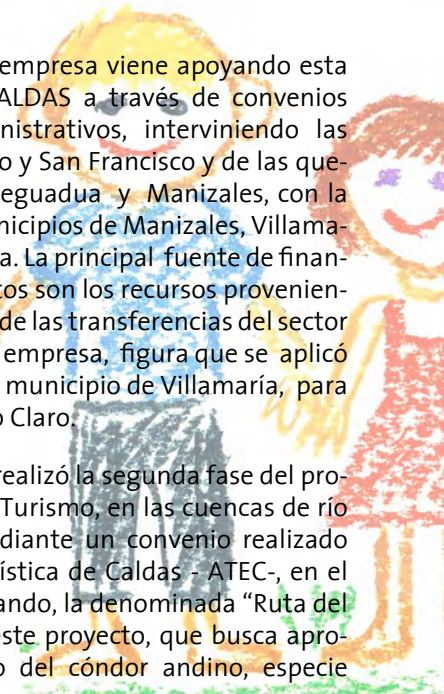 empresa viene apoyando esta
ALDAS a través de convenios
nistrativos, interviniendo las
o y San Francisco y de las que-
eguadua y Manizales, con la
nicipios de Manizales, Villama-
a. La principal fuente de finan-
tos son los recursos provenien-
de las transferencias del sector
empresa, figura que se aplicó
municipio de Villamaría, para
o Claro.
realizó la segunda fase del pro-
Turismo, en las cuencas de río
diante un convenio realizado
ística de Caldas - ATEC-, en el
ando, la denominada “Ruta del
este proyecto, que busca apro-
o del cóndor andino, especie